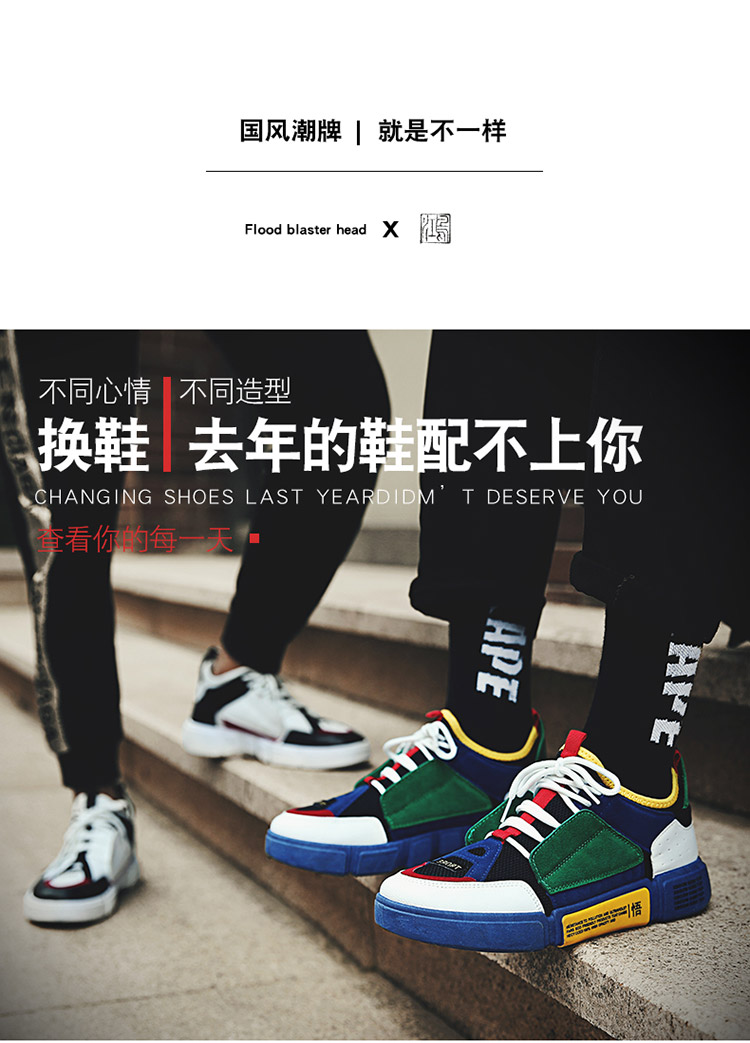 国风潮牌 | 就是不一样
Flood blaster head X
不同心情 不同造型
换鞋 去年的鞋配不上你
CHANGING SHOES LAST YEARDIDM'T DESERVE YOU
查看你的每一天
APE
APE
SPORT
悟